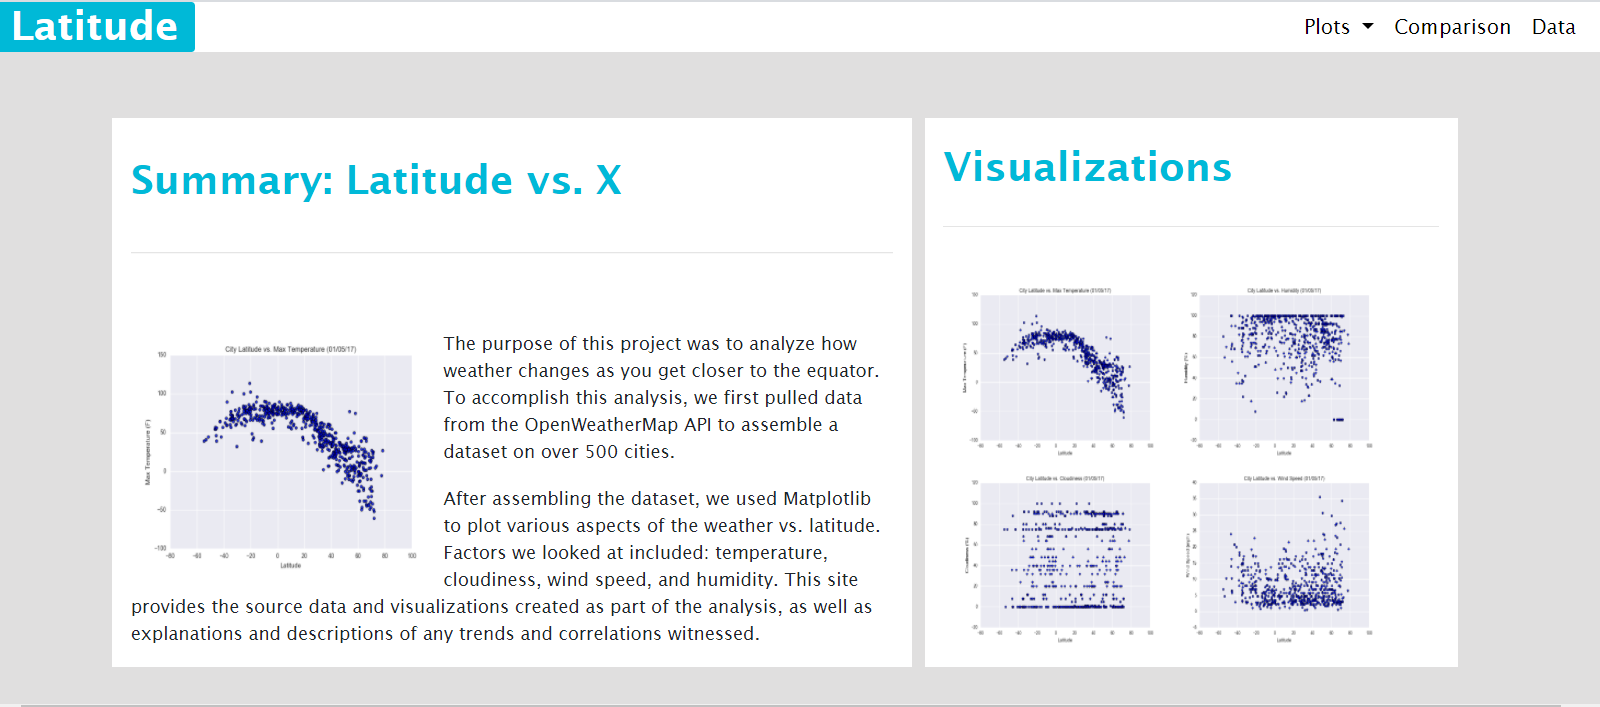 Latitude
Plots Comparison Data
Summary: Latitude vs. X
City Latitude vs. Max Temperature (01/05/17)
150
100
50
0
−50
−100
Max Temperature (F)
−80 −60 −40 −20 0 20 40 60 80 100
Latitude
The purpose of this project was to analyze how
weather changes as you get closer to the equator.
To accomplish this analysis, we first pulled data
from the OpenWeatherMap API to assemble a
dataset on over 500 cities.
After assembling the dataset, we used Matplotlib
to plot various aspects of the weather vs. latitude.
Factors we looked at included: temperature,
cloudiness, wind speed, and humidity. This site
provides the source data and visualizations created as part of the analysis, as well as
explanations and descriptions of any trends and correlations witnessed.
Visualizations
City Latitude vs. Max Temperature (01/05/17)
Latitude
City Latitude vs. Humidity (01/05/17)
Latitude
City Latitude vs. Cloudiness (01/05/17)
Cloudiness (%)
Latitude
City Latitude vs. Wind Speed (01/05/17)
Latitude